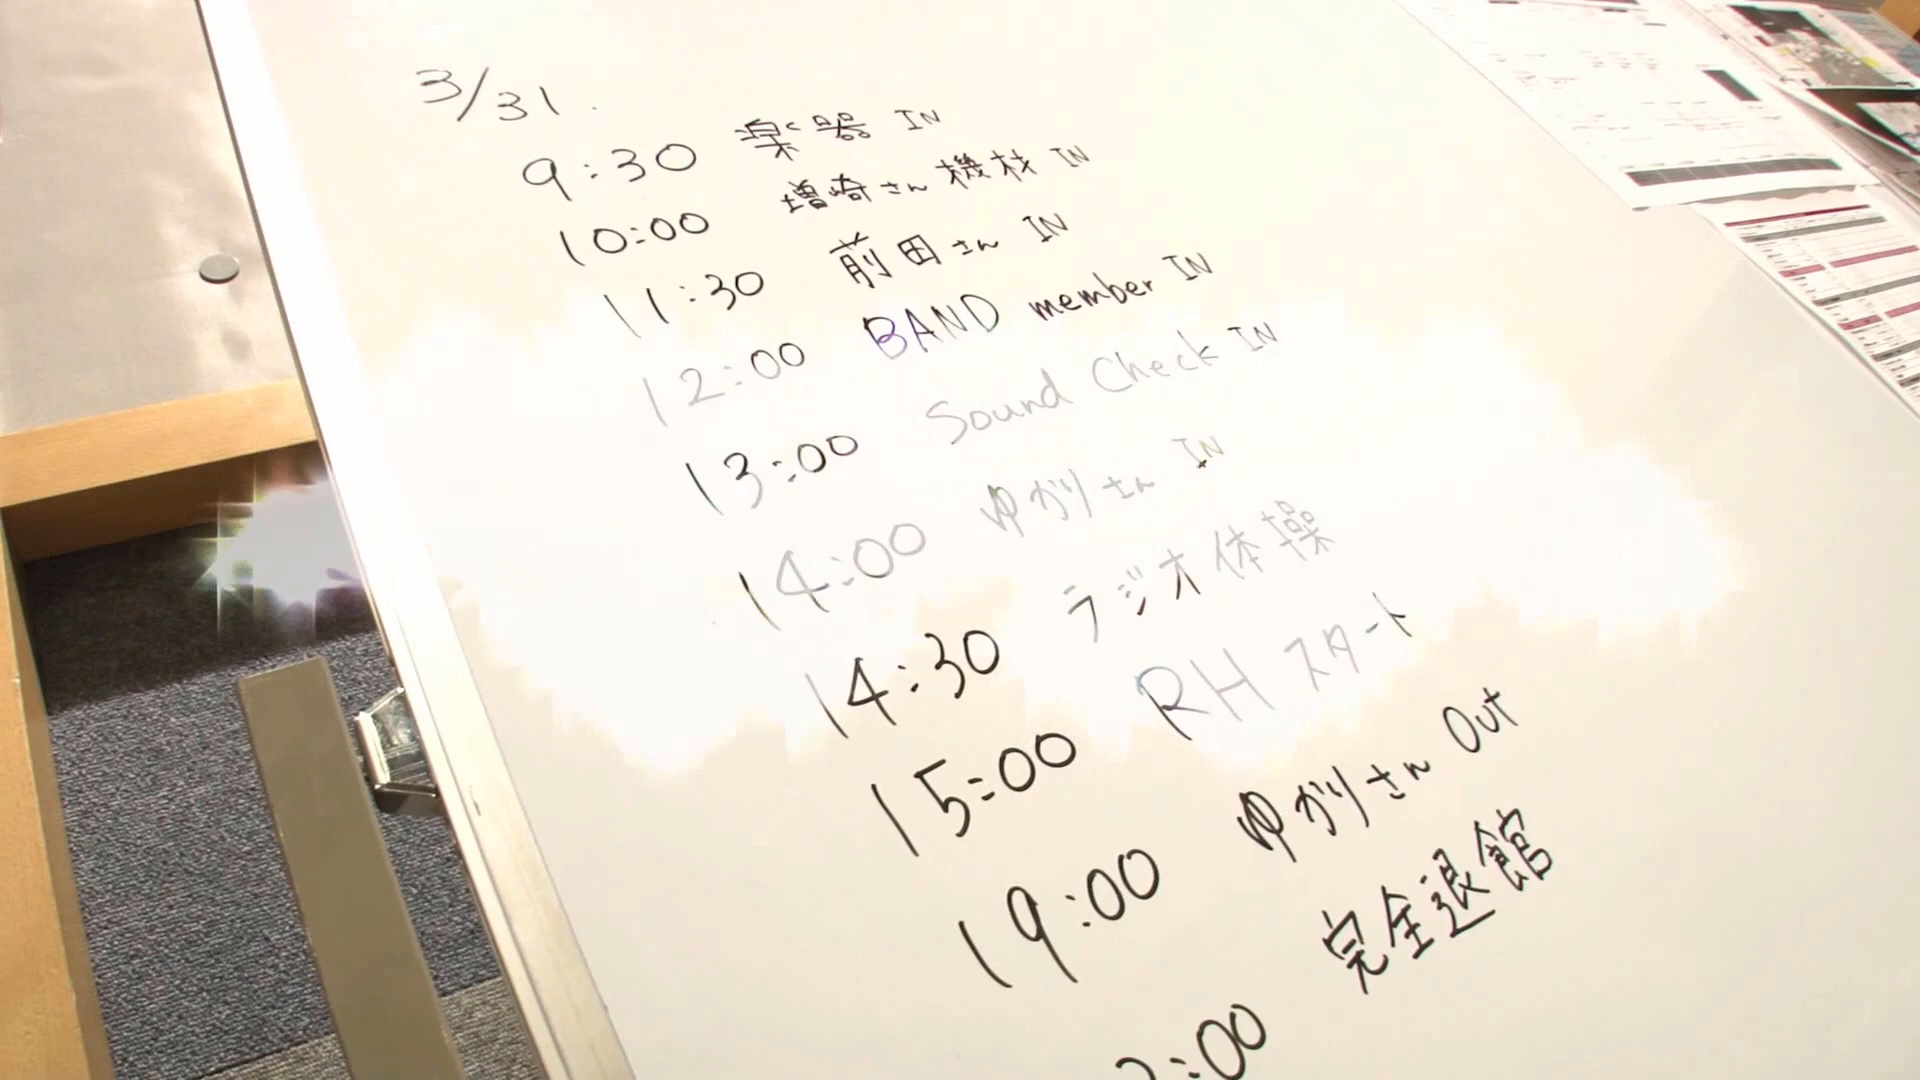 3/31
9:30 楽器 IN
10:00 増崎さん 機材 IN
11:30 前田さん IN
12:00 BAND member IN
13:00 Sound Check IN
14:00 ゆかりさん IN
14:30 ラジオ体操
15:00 RH スタート
19:00 ゆかりさん Out
:00 完全退館